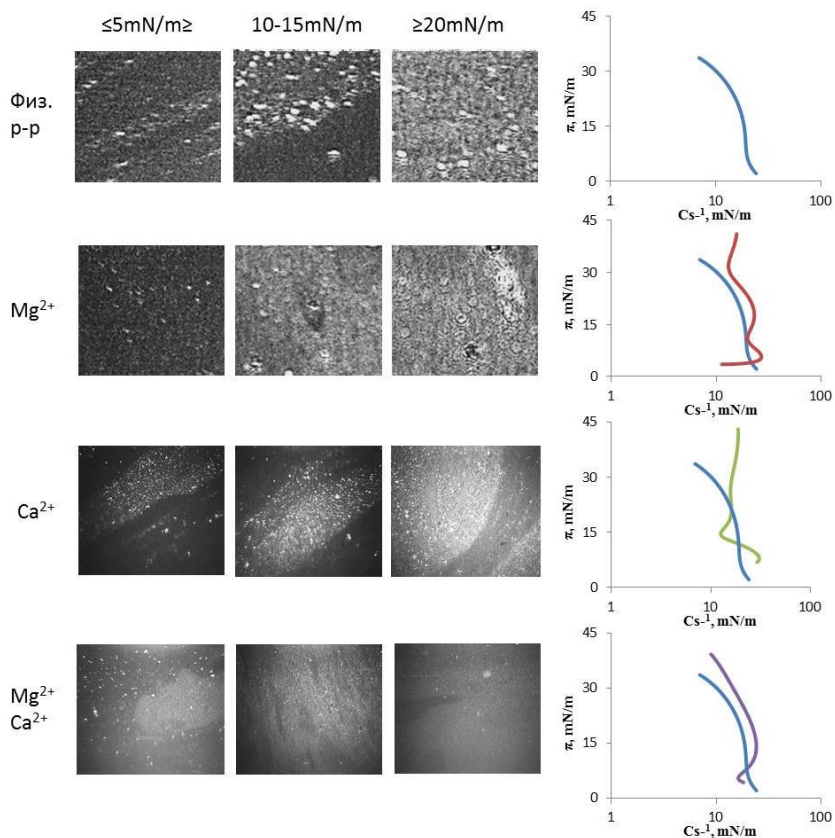 ≤5mN/m≥ 10-15mN/m ≥20mN/m
Физ.
р-р
45
30
15
0
π, mN/m
1 10 100
Cs-¹, mN/m
Mg²⁺
45
30
15
0
π, mN/m
1 10 100
Cs-¹, mN/m
Ca²⁺
45
30
15
0
π, mN/m
1 10 100
Cs-¹, mN/m
Mg²⁺
Ca²⁺
45
30
15
0
π, mN/m
1 10 100
Cs-¹, mN/m